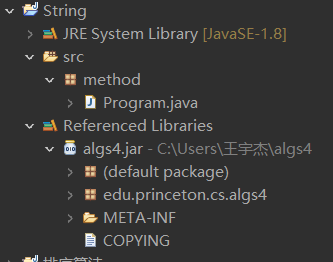 String
JRE System Library [JavaSE-1.8]
src
method
Program.java
Referenced Libraries
algs4.jar - C:\Users\王宇杰\algs4
(default package)
edu.princeton.cs.algs4
META-INF
COPYING